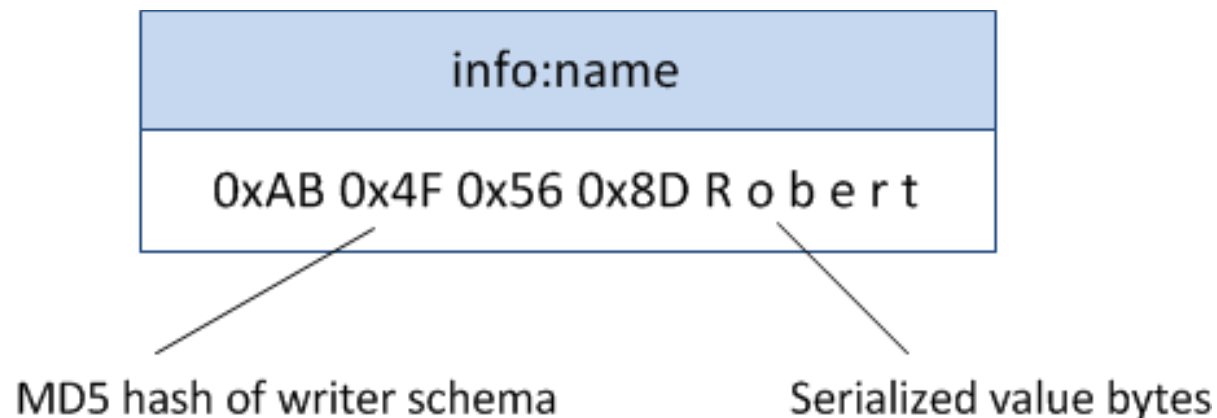 info:name
0xAB 0x4F 0x56 0x8D R o b e r t
MD5 hash of writer schema
Serialized value bytes